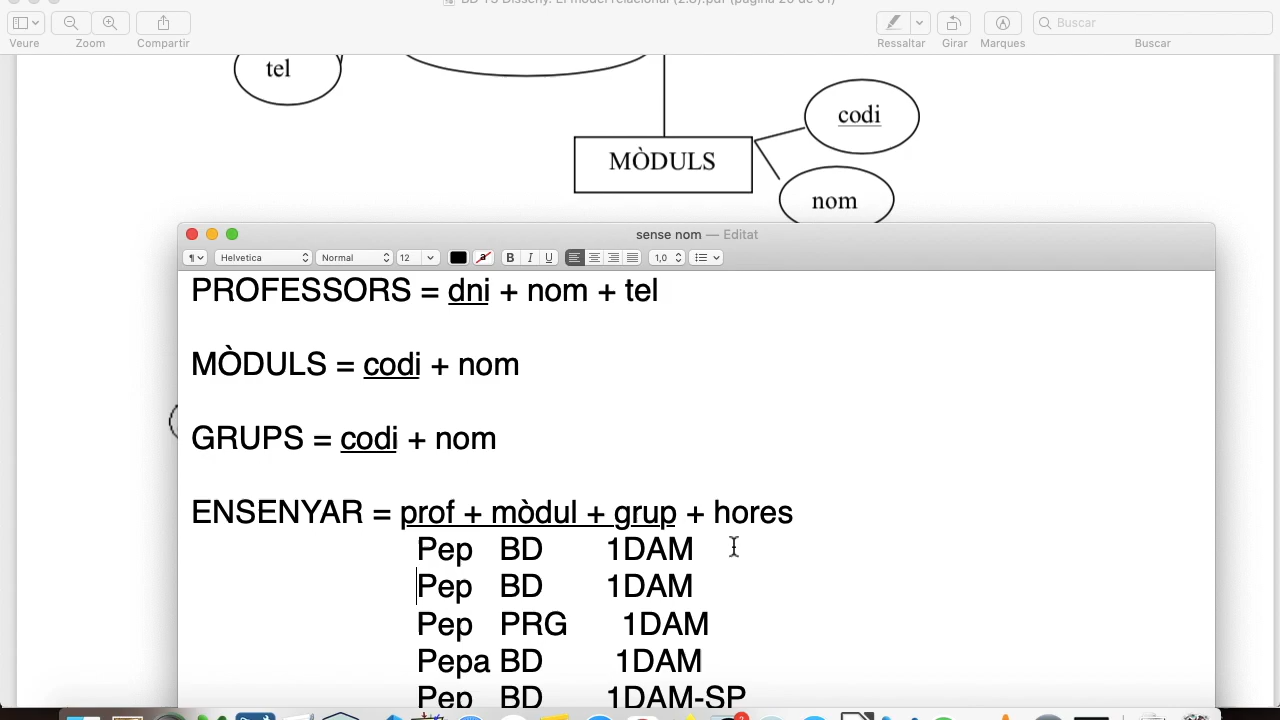 Veure
Zoom
Compartir
Ressaltar
Girar
Marques
Buscar
Buscar
tel
codi
MÒDULS
nom
sense nom — Editat
¶
Helvetica
Normal
12
a
B I U
1,0
PROFESSORS = dni + nom + tel
MÒDULS = codi + nom
GRUPS = codi + nom
ENSENYAR = prof + mòdul + grup + hores
Pep BD 1DAM
Pep BD 1DAM
Pep PRG 1DAM
Pepa BD 1DAM
Pep BD 1DAM-SP